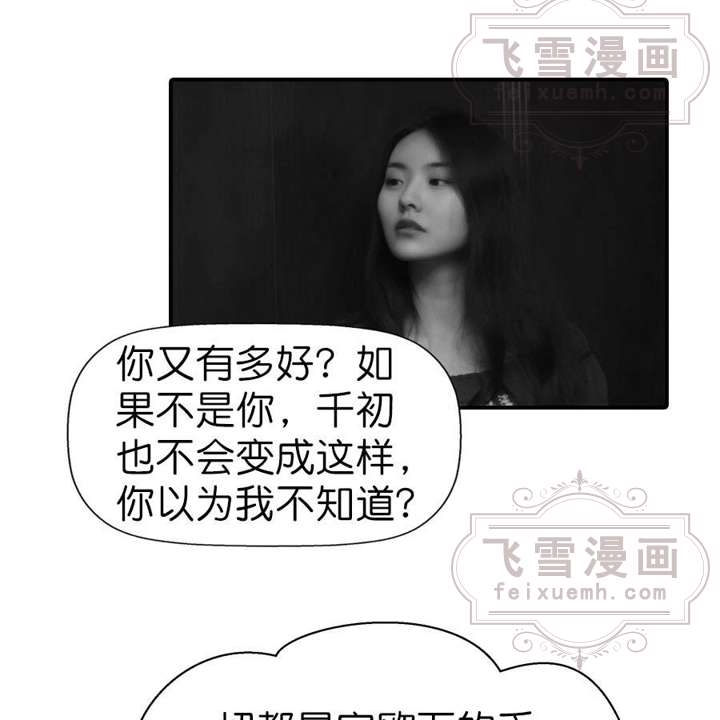 飞雪漫画
feixuemh.com
你又有多好？如
果不是你，千初
也不会变成这样，
你以为我不知道？
飞雪漫画
feixuemh.com